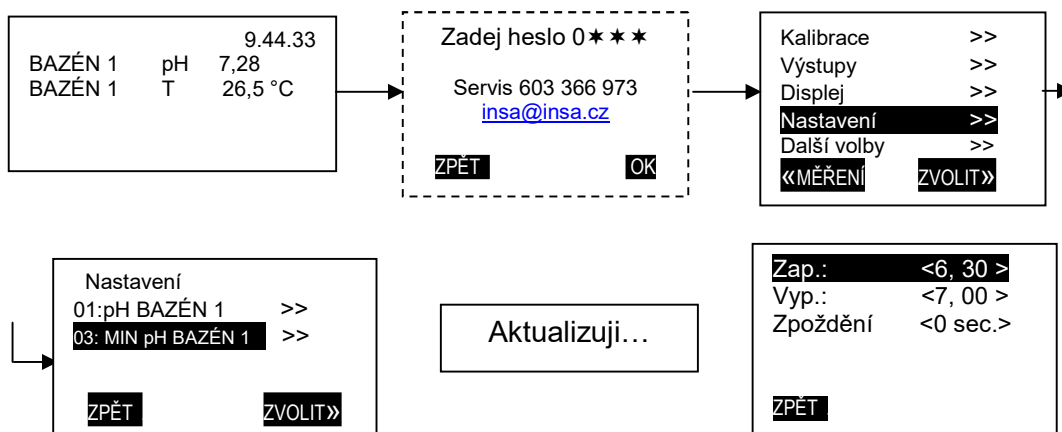 9.44.33
BAZÉN 1 pH 7,28
BAZÉN 1 T 26,5 °C
Zadej heslo 0✶✶✶
Servis 603 366 973
insa@insa.cz
ZPĚT OK
Kalibrace >>
Výstupy >>
Displej >>
Nastavení >>
Další volby >>
«MĚŘENÍ ZVOLIT»
Nastavení
01:pH BAZÉN 1 >>
03: MIN pH BAZÉN 1 >>
ZPĚT ZVOLIT»
Aktualizuji…
Zap.: <6, 30 >
Vyp.: <7, 00 >
Zpoždění <0 sec.>
ZPĚT